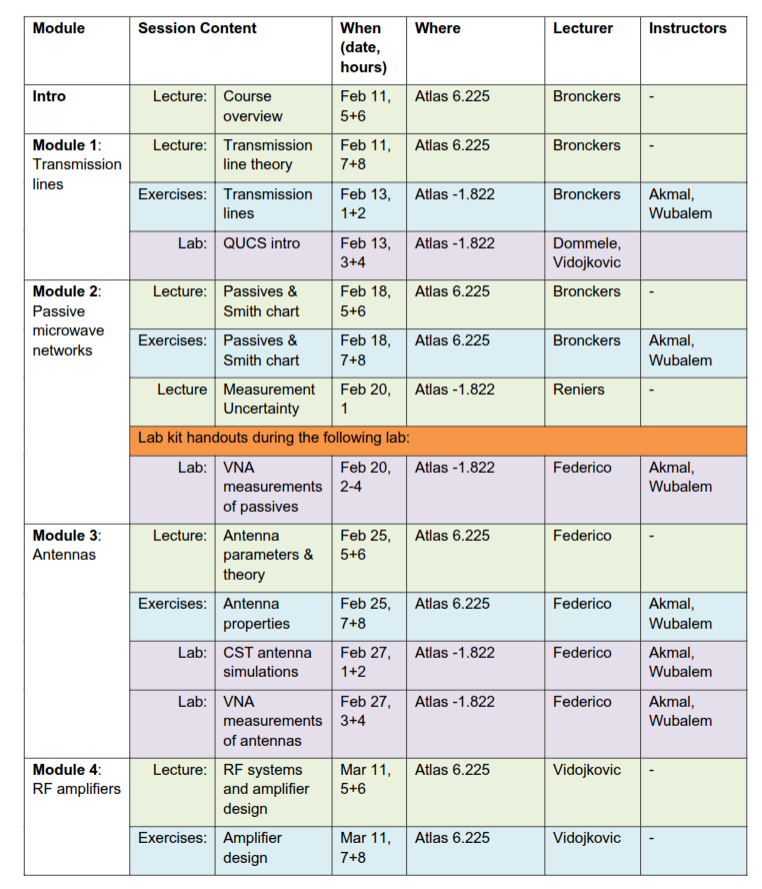 Module Session Content When (date, hours) Where Lecturer Instructors
Intro Lecture: Course overview Feb 11, 5+6 Atlas 6.225 Bronckers -
Module 1: Transmission lines Lecture: Transmission line theory Feb 11, 7+8 Atlas 6.225 Bronckers -
Exercises: Transmission lines Feb 13, 1+2 Atlas -1.822 Bronckers Akmal, Wubalem
Lab: QUCS intro Feb 13, 3+4 Atlas -1.822 Dommele, Vidojkovic
Module 2: Passive microwave networks Lecture: Passives & Smith chart Feb 18, 5+6 Atlas 6.225 Bronckers -
Exercises: Passives & Smith chart Feb 18, 7+8 Atlas 6.225 Bronckers Akmal, Wubalem
Lecture Measurement Uncertainty Feb 20, 1 Atlas -1.822 Reniers -
Lab kit handouts during the following lab:
Lab: VNA measurements of passives Feb 20, 2-4 Atlas -1.822 Federico Akmal, Wubalem
Module 3: Antennas Lecture: Antenna parameters & theory Feb 25, 5+6 Atlas 6.225 Federico -
Exercises: Antenna properties Feb 25, 7+8 Atlas 6.225 Federico Akmal, Wubalem
Lab: CST antenna simulations Feb 27, 1+2 Atlas -1.822 Federico Akmal, Wubalem
Lab: VNA measurements of antennas Feb 27, 3+4 Atlas -1.822 Federico Akmal, Wubalem
Module 4: RF amplifiers Lecture: RF systems and amplifier design Mar 11, 5+6 Atlas 6.225 Vidojkovic -
Exercises: Amplifier design Mar 11, 7+8 Atlas 6.225 Vidojkovic -